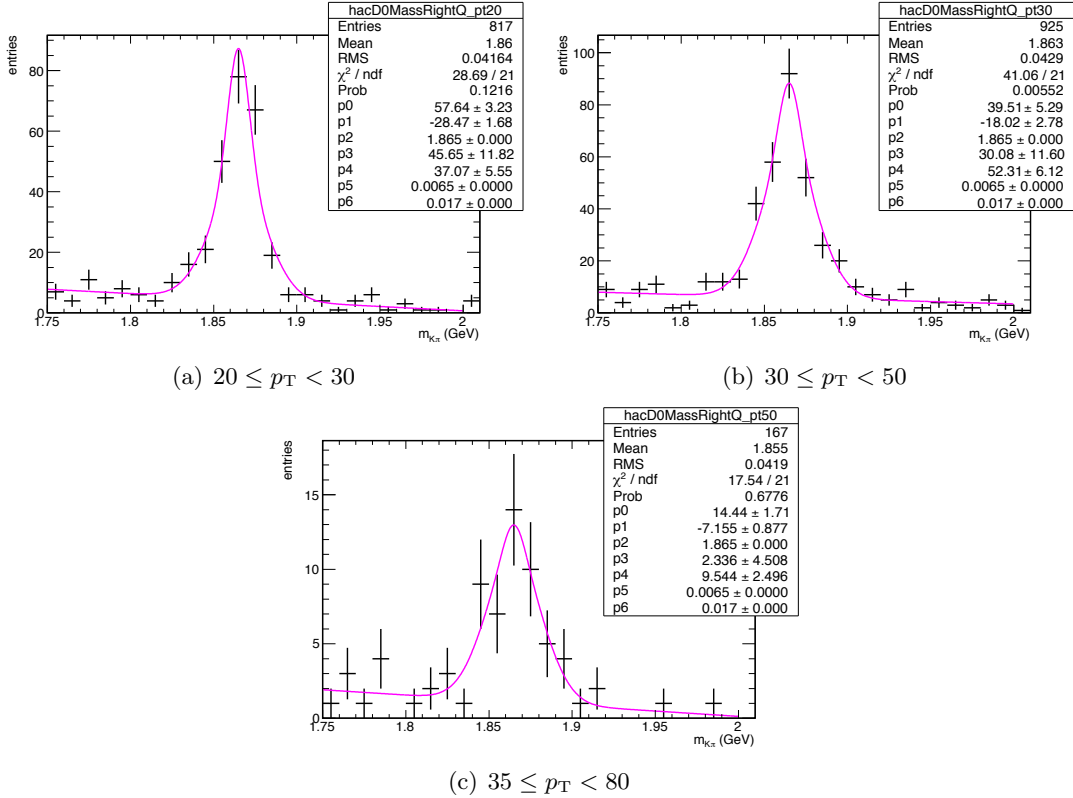 hacD0MassRightQ_pt20
Entries 817
Mean 1.86
RMS 0.04164
χ² / ndf 28.69 / 21
Prob 0.1216
p0 57.64 ± 3.23
p1 -28.47 ± 1.68
p2 1.865 ± 0.000
p3 45.65 ± 11.82
p4 37.07 ± 5.55
p5 0.0065 ± 0.0000
p6 0.017 ± 0.000
entries
80
60
40
20
0
1.75 1.8 1.85 1.9 1.95 2
m_{Kπ} (GeV)
(a) 20 ≤ p_T < 30
hacD0MassRightQ_pt30
Entries 925
Mean 1.863
RMS 0.0429
χ² / ndf 41.06 / 21
Prob 0.00552
p0 39.51 ± 5.29
p1 -18.02 ± 2.78
p2 1.865 ± 0.000
p3 30.08 ± 11.60
p4 52.31 ± 6.12
p5 0.0065 ± 0.0000
p6 0.017 ± 0.000
entries
100
80
60
40
20
0
1.75 1.8 1.85 1.9 1.95 2
m_{Kπ} (GeV)
(b) 30 ≤ p_T < 50
hacD0MassRightQ_pt50
Entries 167
Mean 1.855
RMS 0.0419
χ² / ndf 17.54 / 21
Prob 0.6776
p0 14.44 ± 1.71
p1 -7.155 ± 0.877
p2 1.865 ± 0.000
p3 2.336 ± 4.508
p4 9.544 ± 2.496
p5 0.0065 ± 0.0000
p6 0.017 ± 0.000
entries
15
10
5
0
1.75 1.8 1.85 1.9 1.95 2
m_{Kπ} (GeV)
(c) 35 ≤ p_T < 80